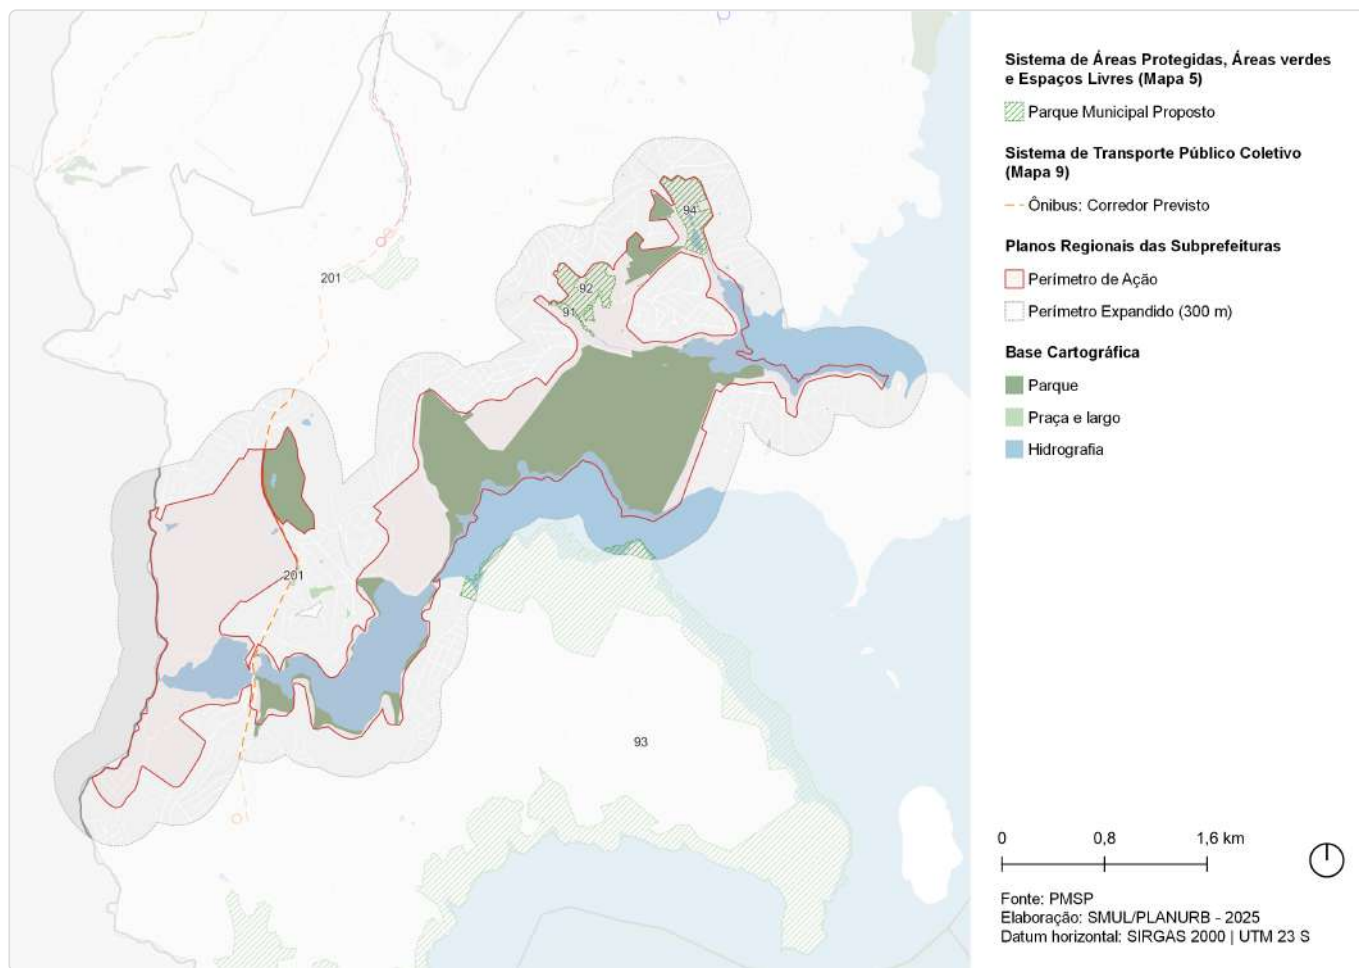 Sistema de Áreas Protegidas, Áreas verdes
e Espaços Livres (Mapa 5)
Parque Municipal Proposto
Sistema de Transporte Público Coletivo
(Mapa 9)
Ônibus: Corredor Previsto
Planos Regionais das Subprefeituras
Perímetro de Ação
Perímetro Expandido (300 m)
Base Cartográfica
Parque
Praça e largo
Hidrografia
94
201
92
91
201
93
0 0,8 1,6 km
Fonte: PMSP
Elaboração: SMUL/PLANURB - 2025
Datum horizontal: SIRGAS 2000 | UTM 23 S